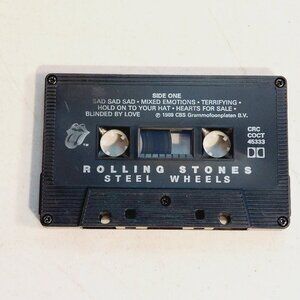 SIDE ONE
SAD SAD SAD • MIXED EMOTIONS • TERRIFYING •
HOLD ON TO YOUR HAT • HEARTS FOR SALE •
BLINDED BY LOVE ℗ 1989 CBS Grammofoonplaten B.V.
CRC
COCT
45333
ROLLING STONES
STEEL WHEELS